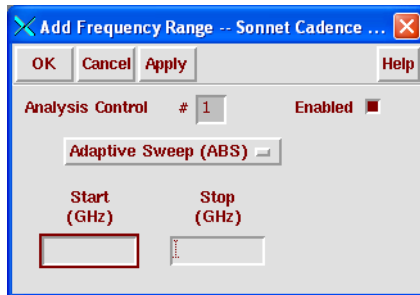 Add Frequency Range -- Sonnet Cadence ...
OK Cancel Apply Help
Analysis Control # 1 Enabled
Adaptive Sweep (ABS)
Start Stop
(GHz) (GHz)